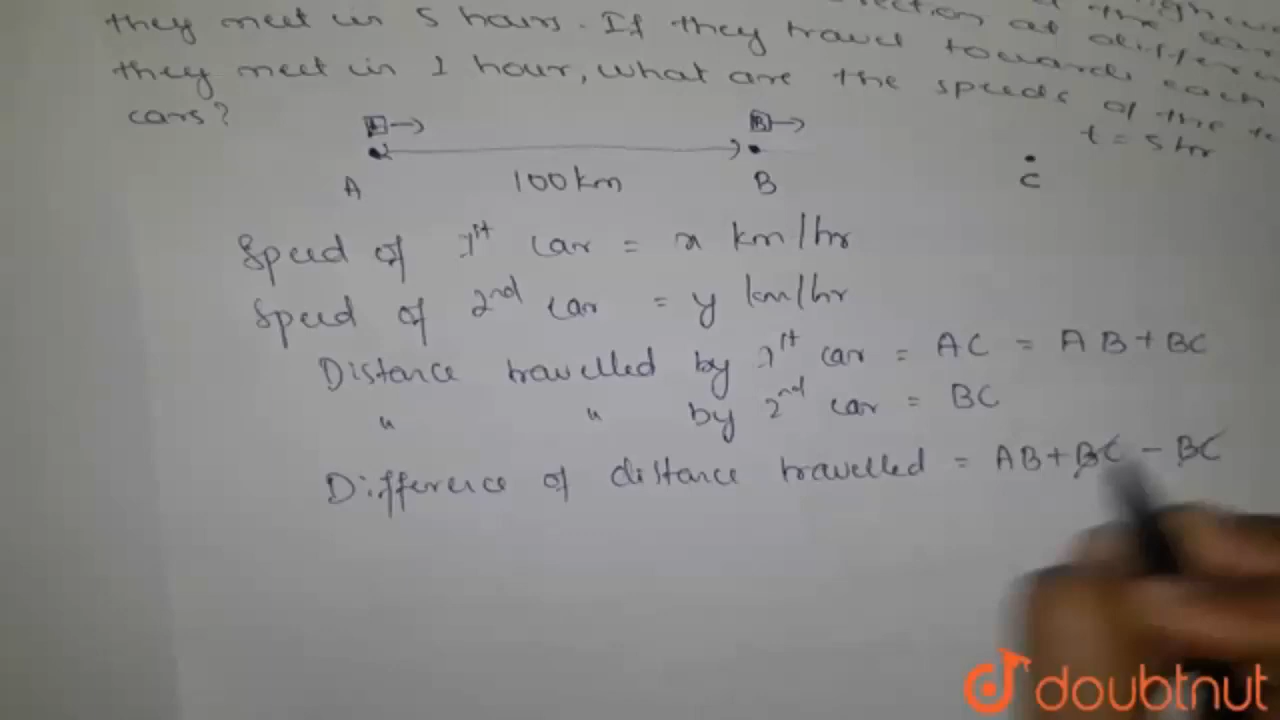 they meet in 5 hours. If they travel towards each
they meet in 1 hour, what are the speeds of the
cars?
t = 5 hr
A → B →
A 100 km B C
Speed of 1st car = x km/hr
Speed of 2nd car = y km/hr
Distance travelled by 1st car = AC = AB + BC
" " by 2nd car = BC
Difference of distance travelled = AB + BC - BC
doubtnut